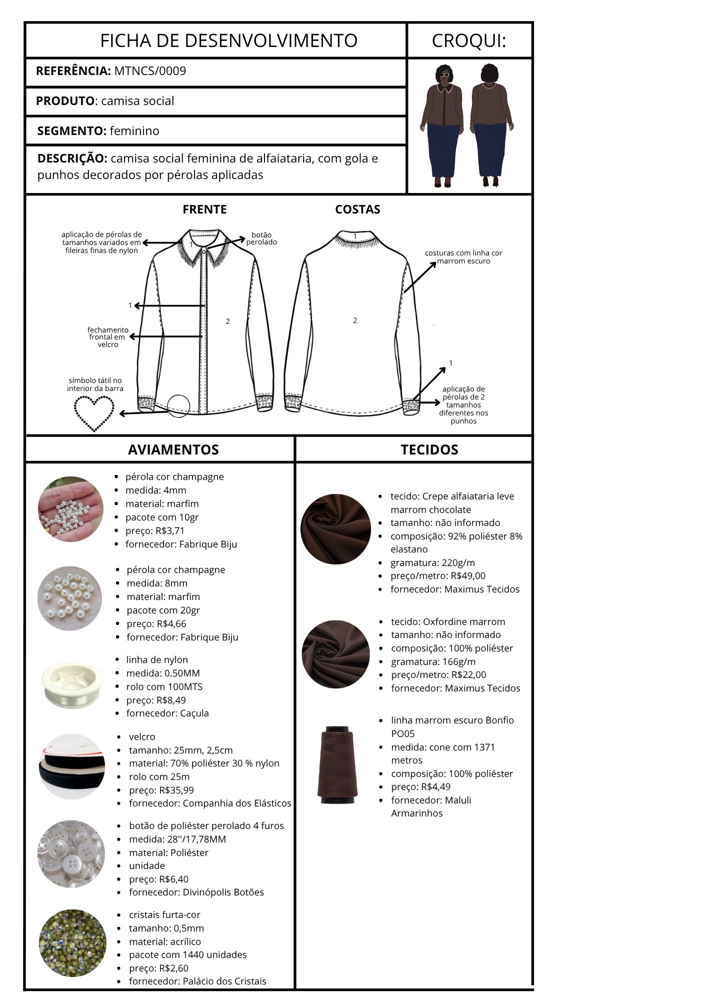 FICHA DE DESENVOLVIMENTO
CROQUI:
REFERÊNCIA: MTNCS/0009
PRODUTO: camisa social
SEGMENTO: feminino
DESCRIÇÃO: camisa social feminina de alfaiataria, com gola e
punhos decorados por pérolas aplicadas
FRENTE
COSTAS
aplicação de pérolas de
tamanhos variados em
fileiras finas de nylon
1
botão
perolado
1
costuras com linha cor
marrom escuro
1
2
2
fechamento
frontal em
velcro
1
símbolo tátil no
interior da barra
aplicação de
pérolas de 2
tamanhos
diferentes nos
punhos
AVIAMENTOS
pérola cor champagne
medida: 4mm
material: marfim
pacote com 10gr
preço: R$3,71
fornecedor: Fabrique Biju
pérola cor champagne
medida: 8mm
material: marfim
pacote com 20gr
preço: R$4,66
fornecedor: Fabrique Biju
linha de nylon
medida: 0.50MM
rolo com 100MTS
preço: R$8,49
fornecedor: Caçula
velcro
tamanho: 25mm, 2,5cm
material: 70% poliéster 30 % nylon
rolo com 25m
preço: R$35,99
fornecedor: Companhia dos Elásticos
botão de poliéster perolado 4 furos
medida: 28''/17,78MM
material: Poliéster
unidade
preço: R$6,40
fornecedor: Divinópolis Botões
cristais furta-cor
tamanho: 0,5mm
material: acrílico
pacote com 1440 unidades
preço: R$2,60
fornecedor: Palácio dos Cristais
TECIDOS
tecido: Crepe alfaiataria leve
marrom chocolate
tamanho: não informado
composição: 92% poliéster 8%
elastano
gramatura: 220g/m
preço/metro: R$49,00
fornecedor: Maximus Tecidos
tecido: Oxfordine marrom
tamanho: não informado
composição: 100% poliéster
gramatura: 166g/m
preço/metro: R$22,00
fornecedor: Maximus Tecidos
linha marrom escuro Bonfio
PO05
medida: cone com 1371
metros
composição: 100% poliéster
preço: R$4,49
fornecedor: Maluli
Armarinhos